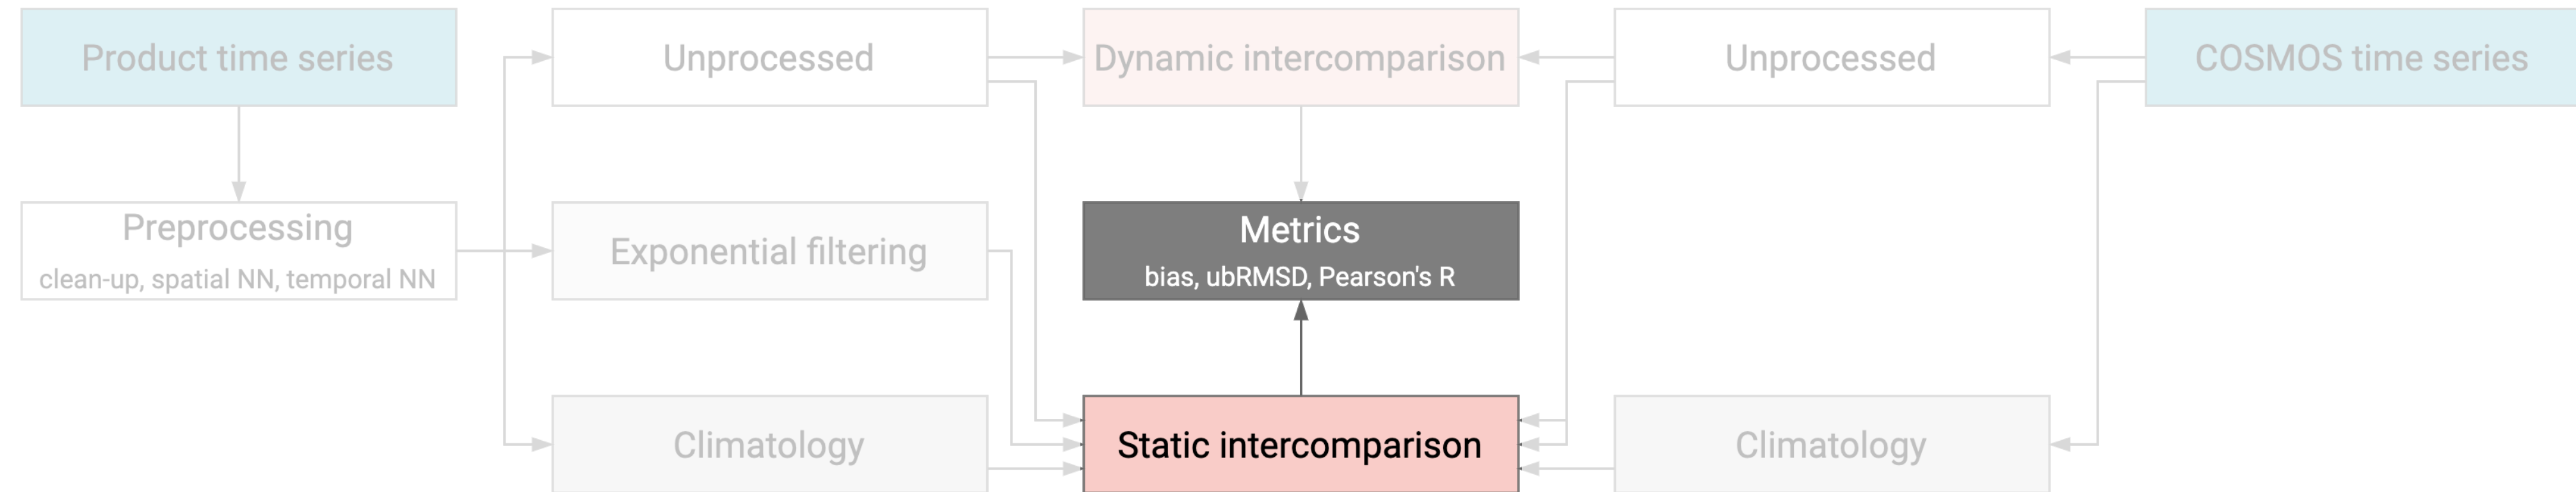 Product time series
Unprocessed
Dynamic intercomparison
Unprocessed
COSMOS time series
Preprocessing
clean-up, spatial NN, temporal NN
Exponential filtering
Metrics
bias, ubRMSD, Pearson's R
Climatology
Static intercomparison
Climatology